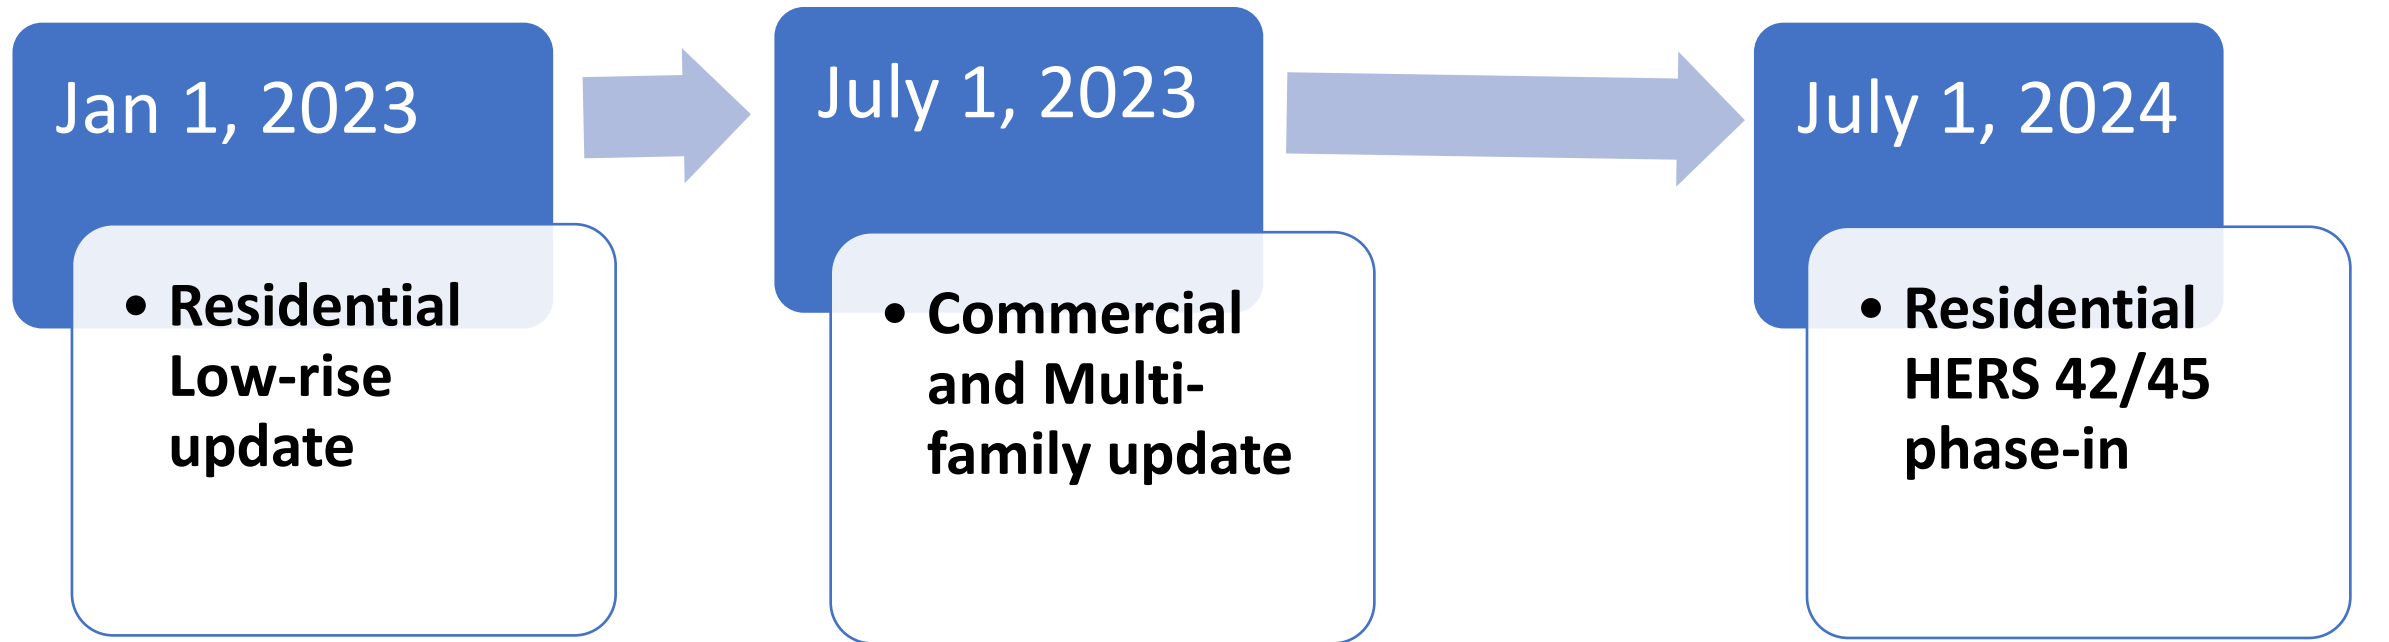 Jan 1, 2023
• Residential
Low-rise
update
July 1, 2023
• Commercial
and Multi-
family update
July 1, 2024
• Residential
HERS 42/45
phase-in